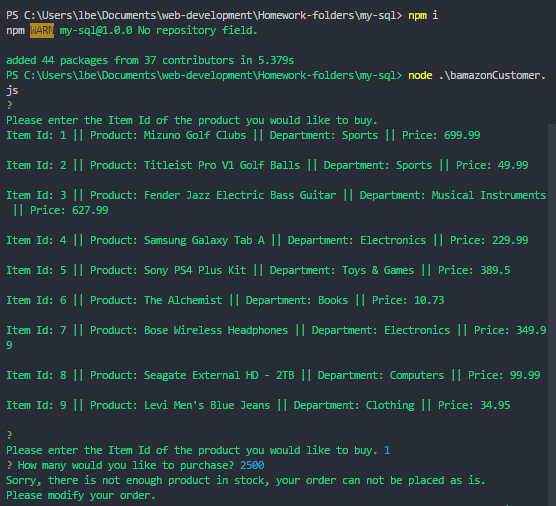 PS C:\Users\lbe\Documents\web-development\Homework-folders\my-sql> npm i
npm WARN my-sql@1.0.0 No repository field.
added 44 packages from 37 contributors in 5.379s
PS C:\Users\lbe\Documents\web-development\Homework-folders\my-sql> node .\bamazonCustomer.
js
?
Please enter the Item Id of the product you would like to buy.
Item Id: 1 || Product: Mizuno Golf Clubs || Department: Sports || Price: 699.99
Item Id: 2 || Product: Titleist Pro V1 Golf Balls || Department: Sports || Price: 49.99
Item Id: 3 || Product: Fender Jazz Electric Bass Guitar || Department: Musical Instruments
|| Price: 627.99
Item Id: 4 || Product: Samsung Galaxy Tab A || Department: Electronics || Price: 229.99
Item Id: 5 || Product: Sony PS4 Plus Kit || Department: Toys & Games || Price: 389.5
Item Id: 6 || Product: The Alchemist || Department: Books || Price: 10.73
Item Id: 7 || Product: Bose Wireless Headphones || Department: Electronics || Price: 349.9
9
Item Id: 8 || Product: Seagate External HD - 2TB || Department: Computers || Price: 99.99
Item Id: 9 || Product: Levi Men's Blue Jeans || Department: Clothing || Price: 34.95
?
Please enter the Item Id of the product you would like to buy. 1
? How many would you like to purchase? 2500
Sorry, there is not enough product in stock, your order can not be placed as is.
Please modify your order.